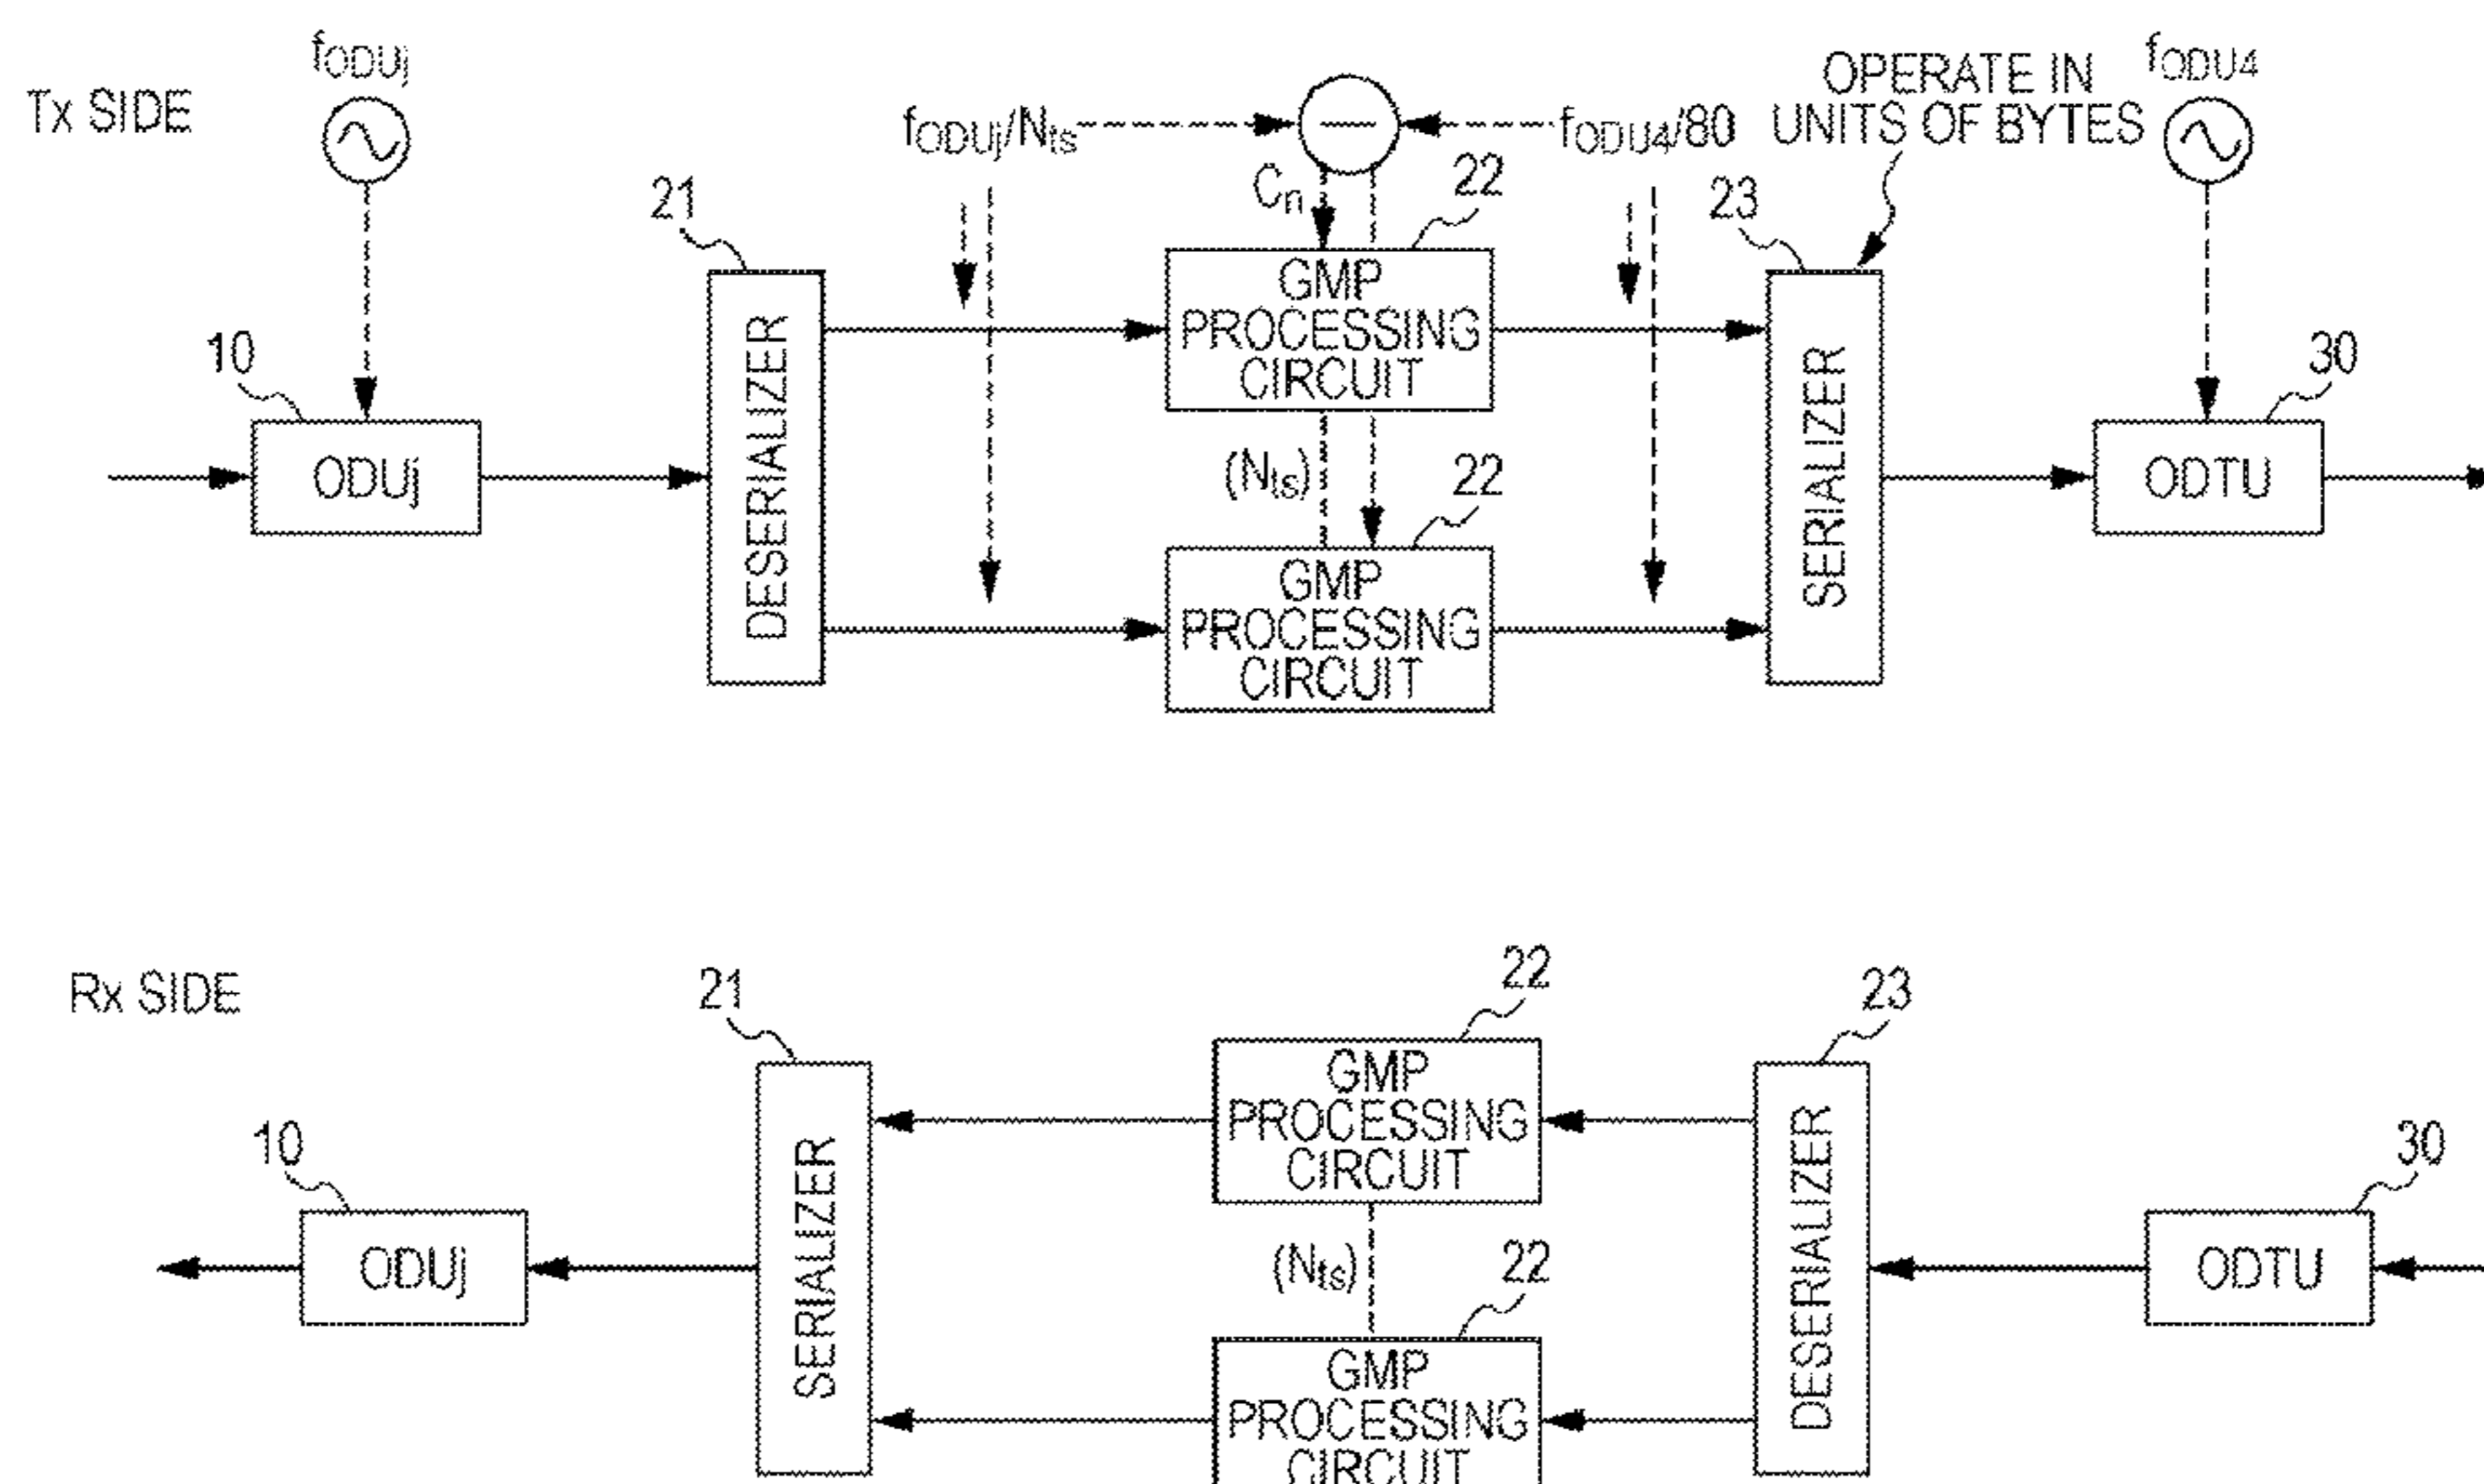 Tx SIDE
fODUj
fODUj/Nts
fODU4/80
OPERATE IN
UNITS OF BYTES
fODU4
Cn
21
22
23
10
30
DESERIALIZER
GMP
PROCESSING
CIRCUIT
SERIALIZER
ODUj
ODTU
(Nts)
22
GMP
PROCESSING
CIRCUIT
Rx SIDE
21
22
23
10
30
SERIALIZER
GMP
PROCESSING
CIRCUIT
DESERIALIZER
ODUj
ODTU
(Nts)
22
GMP
PROCESSING
CIRCUIT